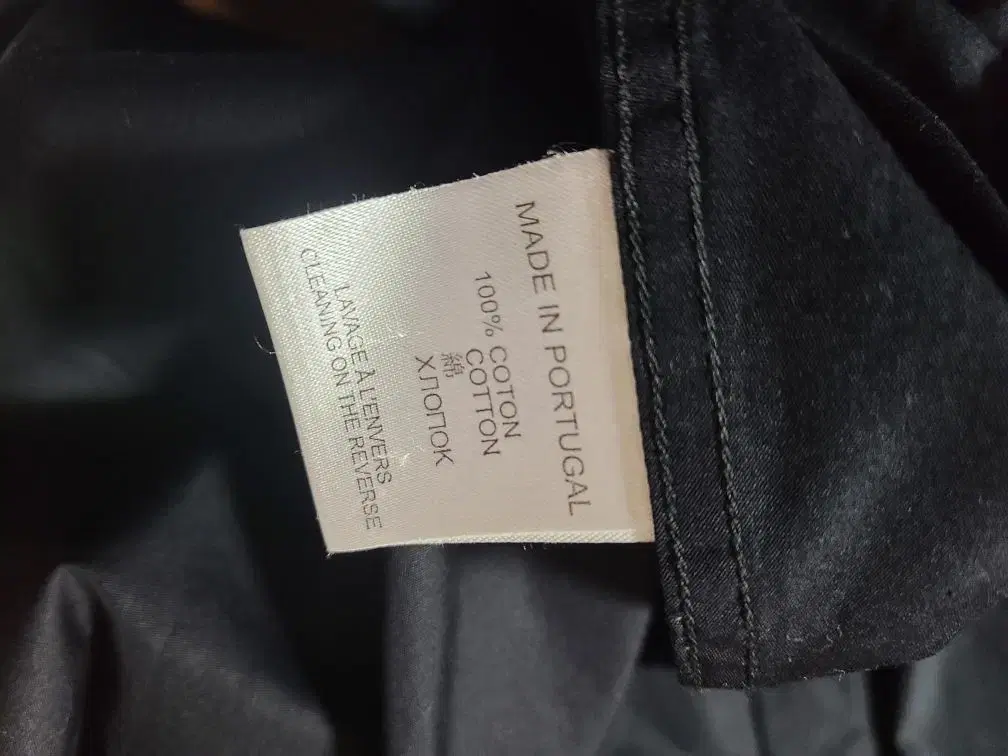 MADE IN PORTUGAL
100% COTON
COTTON
綿
ХЛОПОК
LAVAGE À L'ENVERS
CLEANING ON THE REVERSE